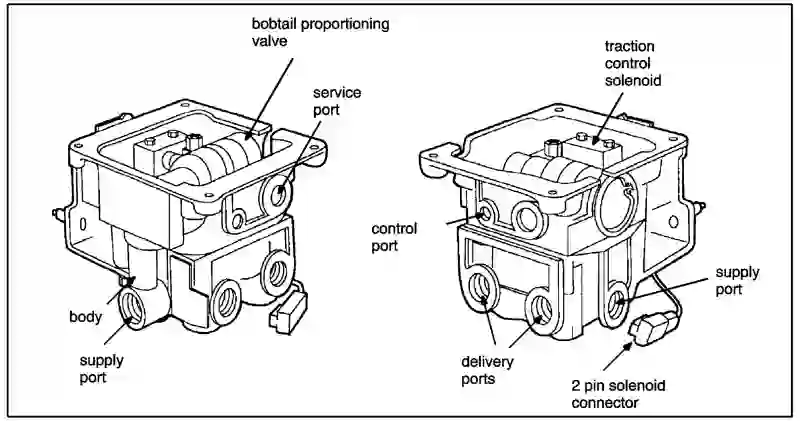 bobtail proportioning
valve
service
port
body
supply
port
traction
control
solenoid
control
port
supply
port
delivery
ports
2 pin solenoid
connector